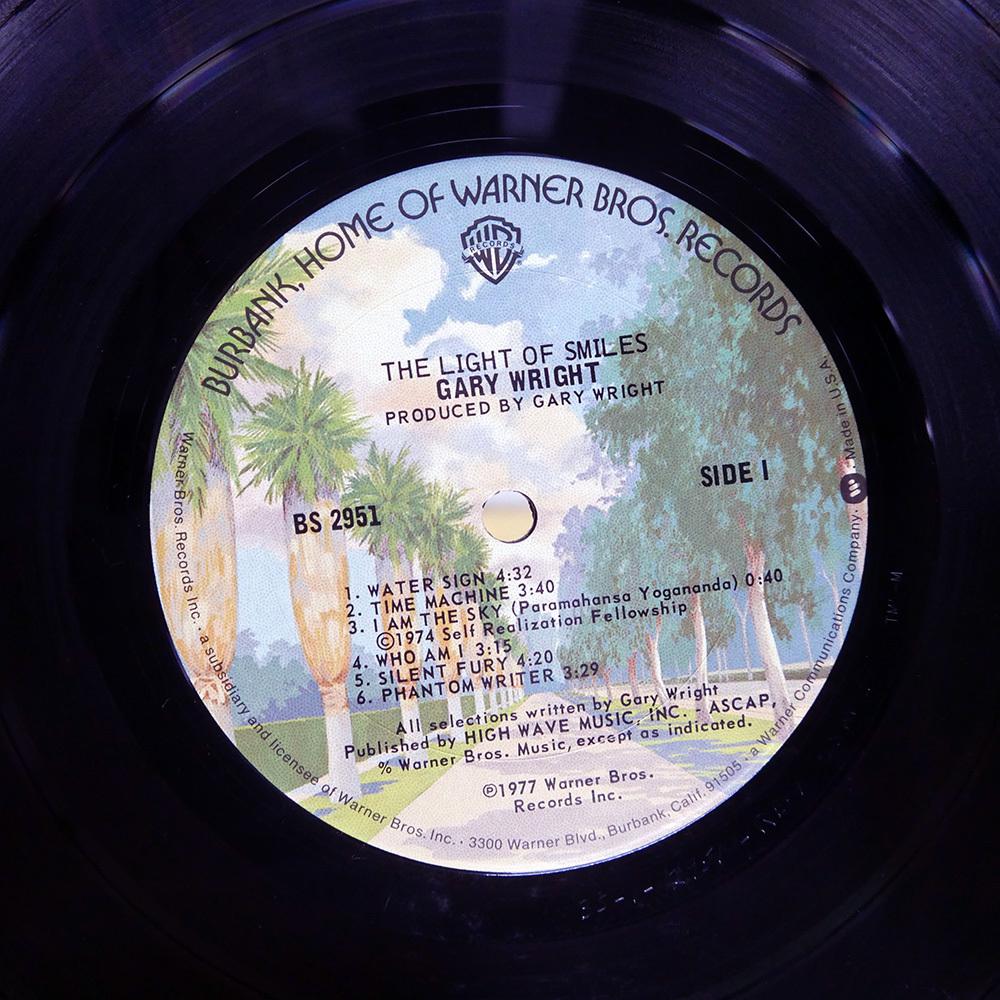 BURBANK, HOME OF WARNER BROS. RECORDS
WB
RECORDS
THE LIGHT OF SMILES
GARY WRIGHT
PRODUCED BY GARY WRIGHT
SIDE 1
BS 2951
1. WATER SIGN 4:32
2. TIME MACHINE 3:40
3. I AM THE SKY (Paramahansa Yogananda) 0:40
©1974 Self Realization Fellowship
4. WHO AM I 3:15
5. SILENT FURY 4:20
6. PHANTOM WRITER 3:29
All selections written by Gary Wright
Published by HIGH WAVE MUSIC, INC. ASCAP,
% Warner Bros. Music, except as indicated.
℗1977 Warner Bros.
Records Inc.
Warner Bros. Records Inc. · a subsidiary and licensee of Warner Bros. Inc. · 3300 Warner Blvd., Burbank, Calif. 91505 · a Warner Communications Company. · Made in U.S.A.